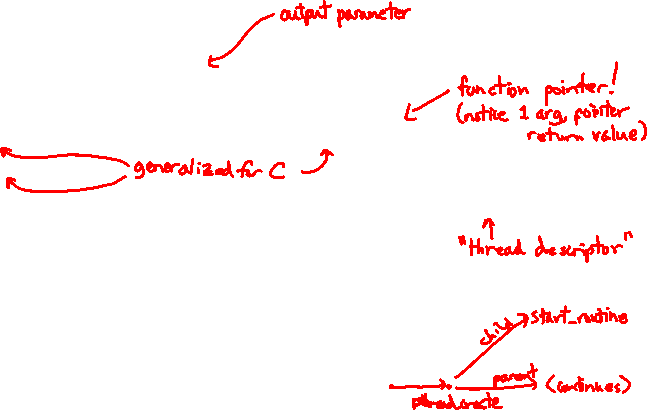 output parameter
function pointer!
(notice 1 arg, pointer
return value)
generalized for C
"thread descriptor"
child
start_routine
parent
(continues)
pthread_create